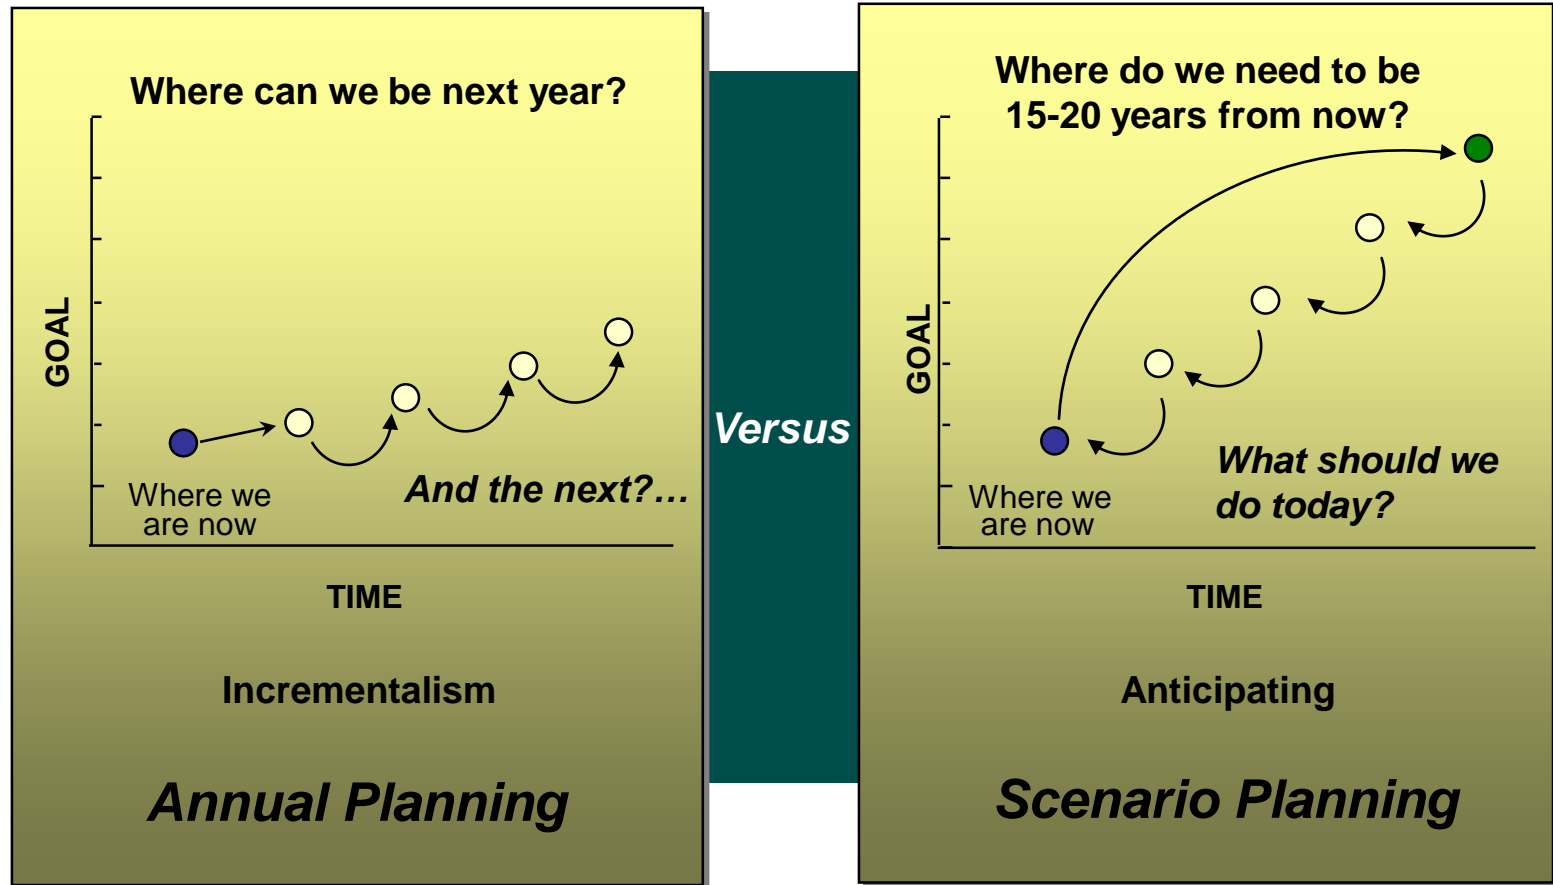 Where can we be next year?
GOAL
Where we
are now
And the next?...
TIME
Incrementalism
Annual Planning
Versus
Where do we need to be
15-20 years from now?
GOAL
Where we
are now
What should we
do today?
TIME
Anticipating
Scenario Planning